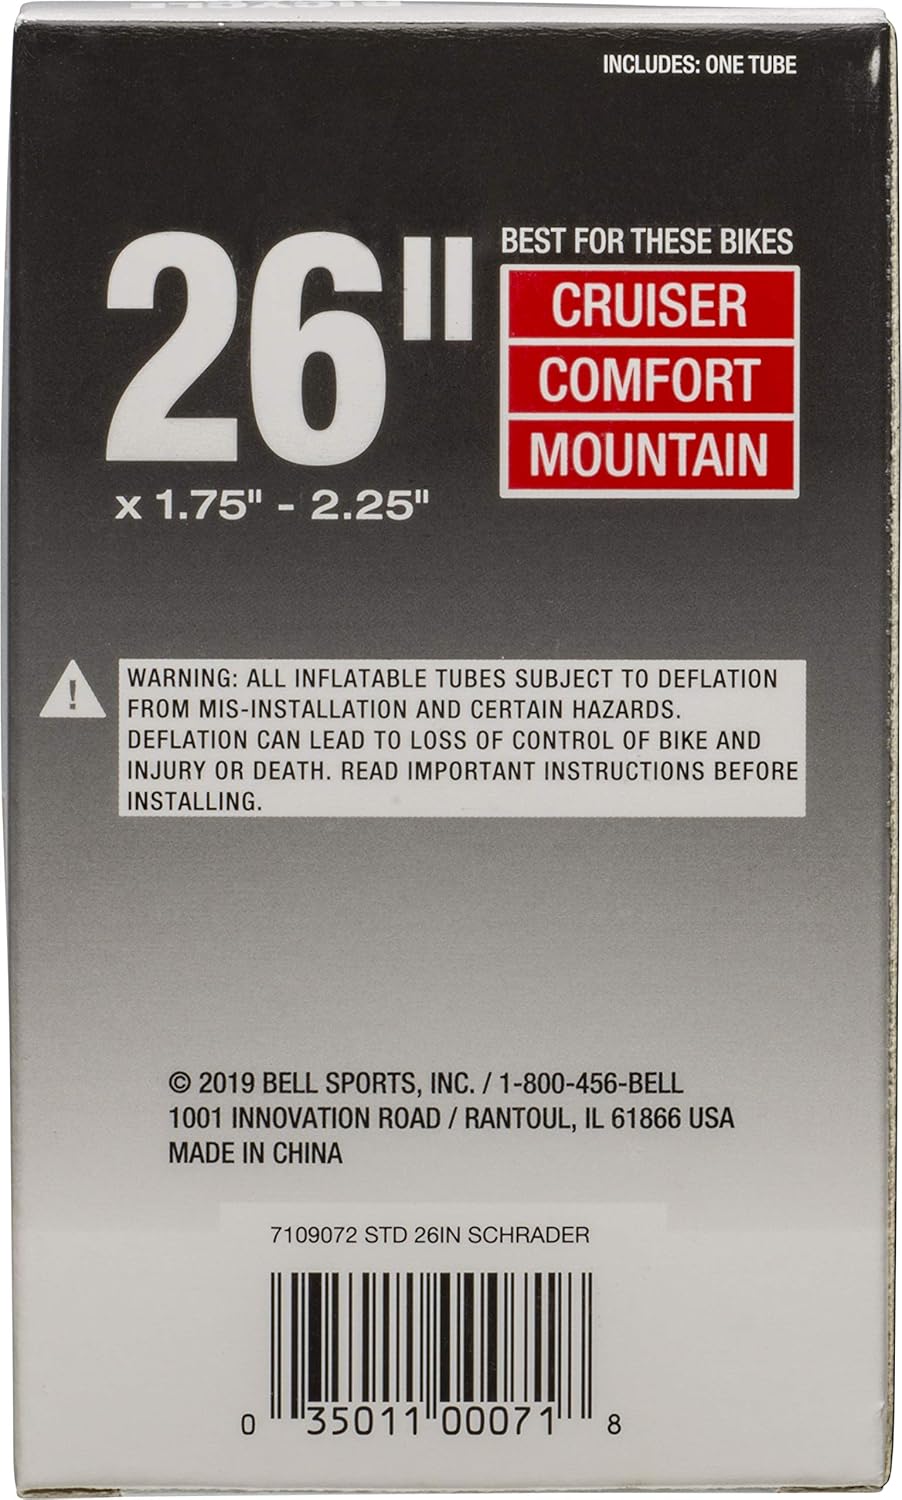 BICYCLE
INCLUDES: ONE TUBE
26"
x 1.75" - 2.25"
BEST FOR THESE BIKES
CRUISER
COMFORT
MOUNTAIN
WARNING: ALL INFLATABLE TUBES SUBJECT TO DEFLATION
FROM MIS-INSTALLATION AND CERTAIN HAZARDS.
DEFLATION CAN LEAD TO LOSS OF CONTROL OF BIKE AND
INJURY OR DEATH. READ IMPORTANT INSTRUCTIONS BEFORE
INSTALLING.
© 2019 BELL SPORTS, INC. / 1-800-456-BELL
1001 INNOVATION ROAD / RANTOUL, IL 61866 USA
MADE IN CHINA
7109072 STD 26IN SCHRADER
0 35011 00071 8